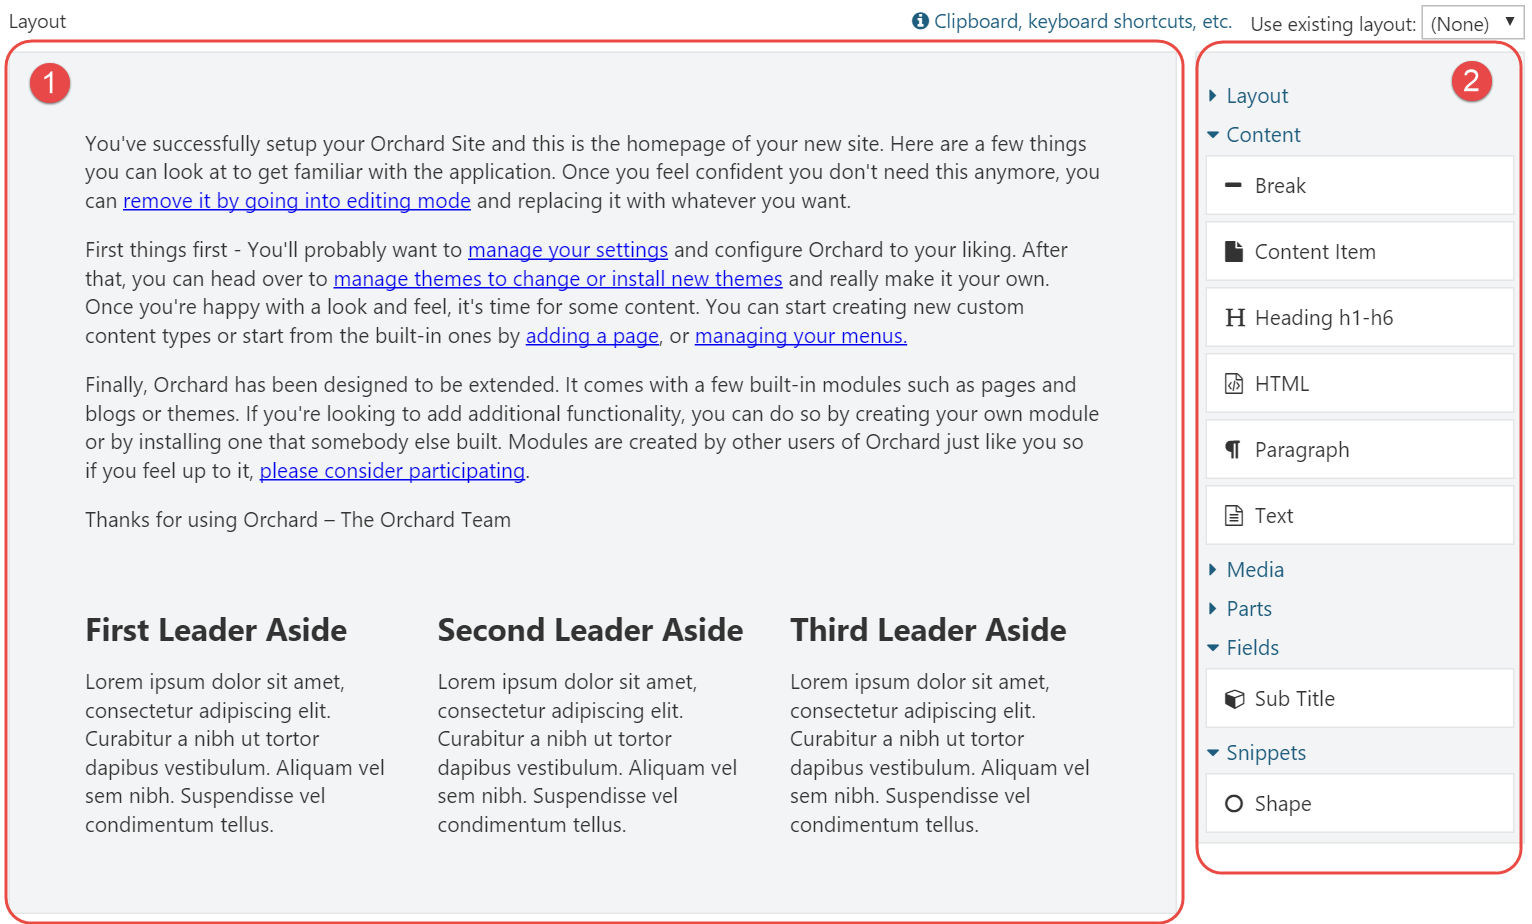 Layout
Clipboard, keyboard shortcuts, etc. Use existing layout: (None)
1
You've successfully setup your Orchard Site and this is the homepage of your new site. Here are a few things
you can look at to get familiar with the application. Once you feel confident you don't need this anymore, you
can remove it by going into editing mode and replacing it with whatever you want.
First things first - You'll probably want to manage your settings and configure Orchard to your liking. After
that, you can head over to manage themes to change or install new themes and really make it your own.
Once you're happy with a look and feel, it's time for some content. You can start creating new custom
content types or start from the built-in ones by adding a page, or managing your menus.
Finally, Orchard has been designed to be extended. It comes with a few built-in modules such as pages and
blogs or themes. If you're looking to add additional functionality, you can do so by creating your own module
or by installing one that somebody else built. Modules are created by other users of Orchard just like you so
if you feel up to it, please consider participating.
Thanks for using Orchard – The Orchard Team
First Leader Aside
Lorem ipsum dolor sit amet,
consectetur adipiscing elit.
Curabitur a nibh ut tortor
dapibus vestibulum. Aliquam vel
sem nibh. Suspendisse vel
condimentum tellus.
Second Leader Aside
Lorem ipsum dolor sit amet,
consectetur adipiscing elit.
Curabitur a nibh ut tortor
dapibus vestibulum. Aliquam vel
sem nibh. Suspendisse vel
condimentum tellus.
Third Leader Aside
Lorem ipsum dolor sit amet,
consectetur adipiscing elit.
Curabitur a nibh ut tortor
dapibus vestibulum. Aliquam vel
sem nibh. Suspendisse vel
condimentum tellus.
2
Layout
Content
Break
Content Item
H Heading h1-h6
HTML
Paragraph
Text
Media
Parts
Fields
Sub Title
Snippets
Shape